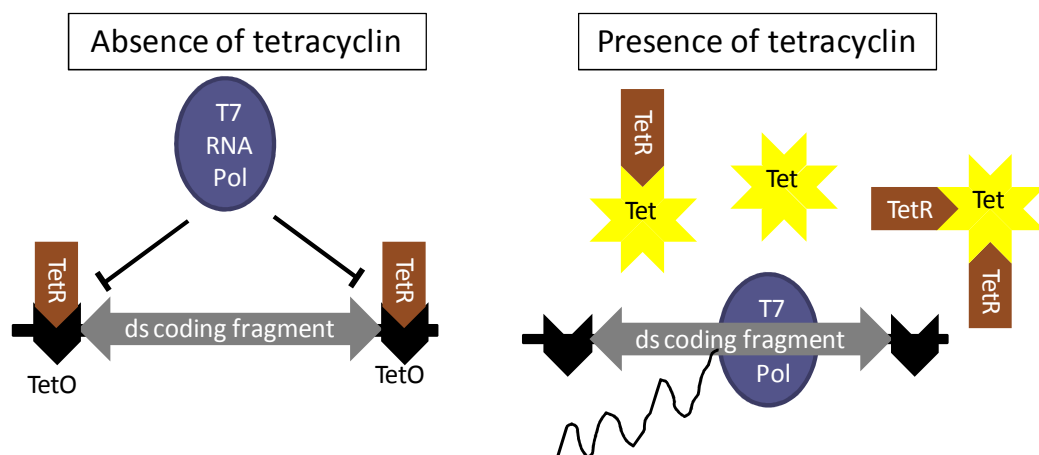 Absence of tetracyclin
T7
RNA
Pol
TetR
TetR
ds coding fragment
TetO
TetO
Presence of tetracyclin
TetR
Tet
Tet
TetR
Tet
TetR
T7
ds coding fragment
Pol